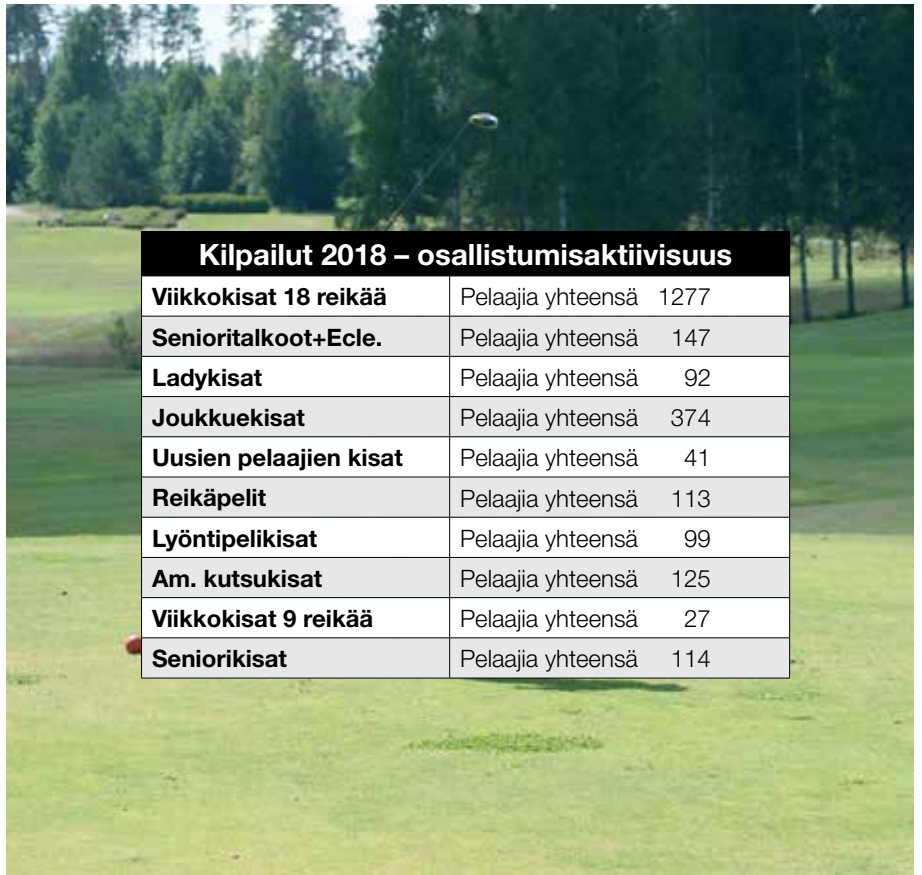 Kilpailut 2018 – osallistumisaktiivisuus
Viikkokisat 18 reikää Pelaajia yhteensä 1277
Senioritalkoot+Ecle. Pelaajia yhteensä 147
Ladykisat Pelaajia yhteensä 92
Joukkuekisat Pelaajia yhteensä 374
Uusien pelaajien kisat Pelaajia yhteensä 41
Reikäpelit Pelaajia yhteensä 113
Lyöntipelikisat Pelaajia yhteensä 99
Am. kutsukisat Pelaajia yhteensä 125
Viikkokisat 9 reikää Pelaajia yhteensä 27
Seniorikisat Pelaajia yhteensä 114